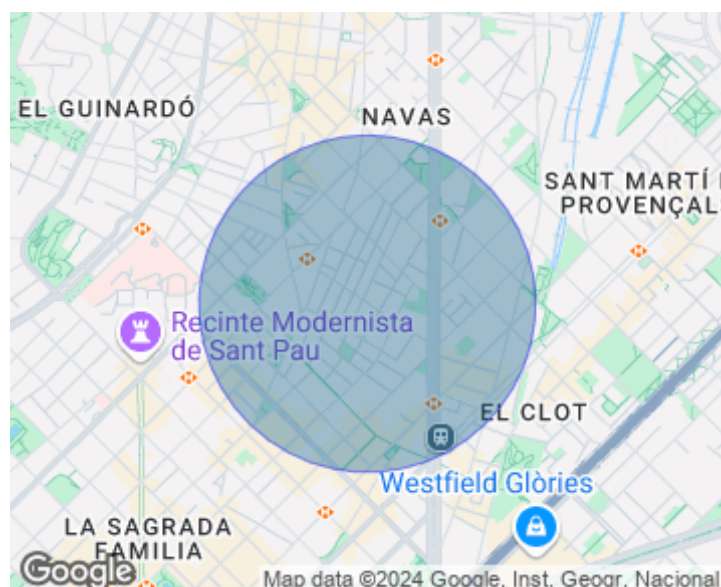 NAVAS
EL GUINARDÓ
SANT MARTÍ
PROVENÇAL
Recinte Modernista
de Sant Pau
EL CLOT
Westfield Glòries
LA SAGRADA
FAMILIA
Google
Map data ©2024 Google, Inst. Geogr. Nacional